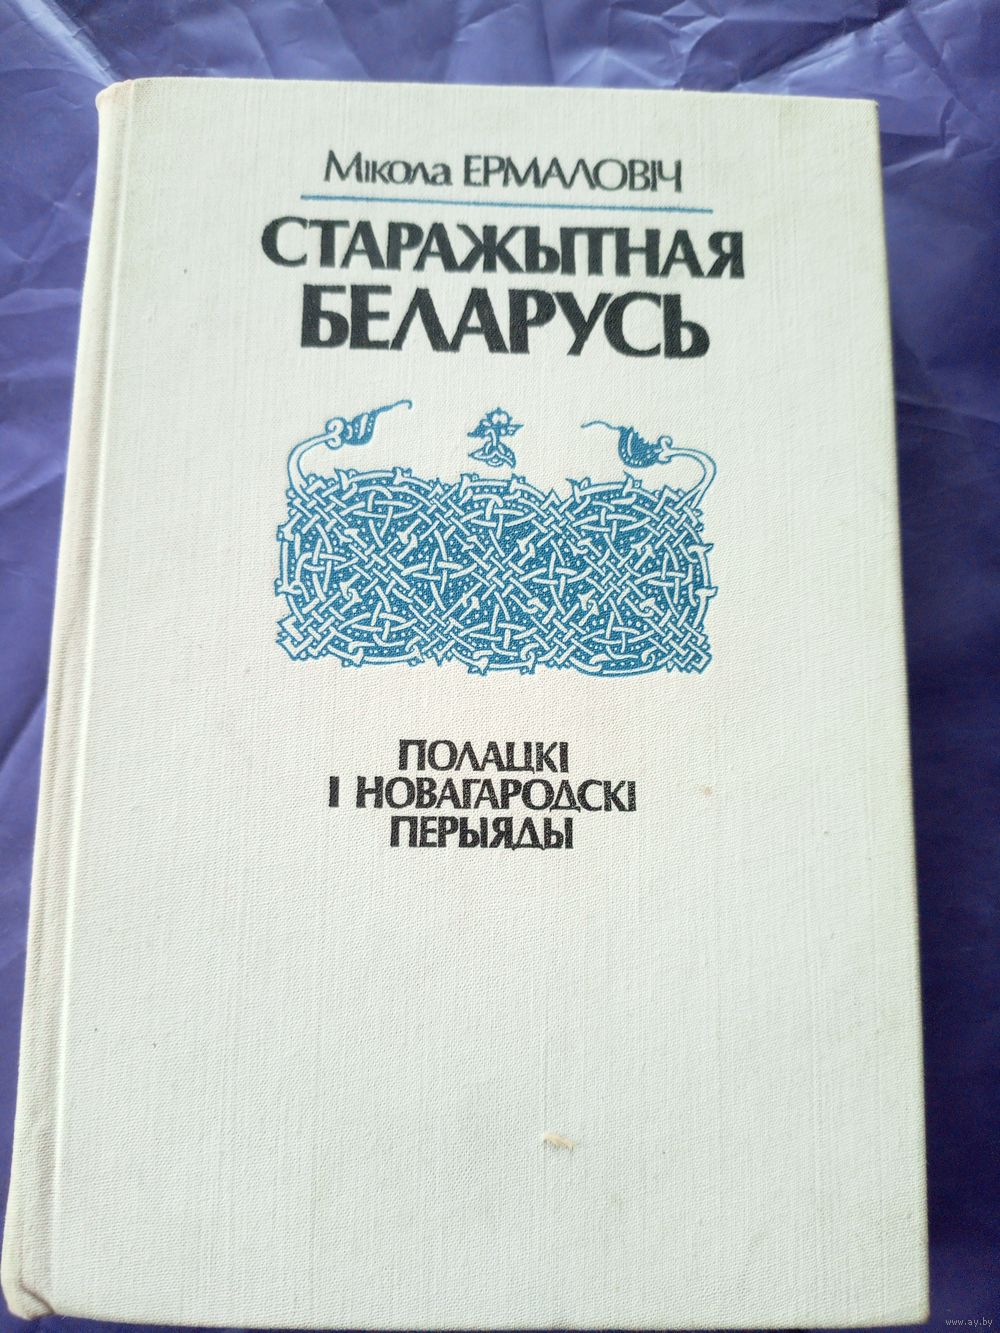 Мікола ЕРМАЛОВІЧ
СТАРАЖЫТНАЯ
БЕЛАРУСЬ
ПОЛАЦКІ
І НОВАГАРОДСКІ
ПЕРЫЯДЫ
www.ay.by